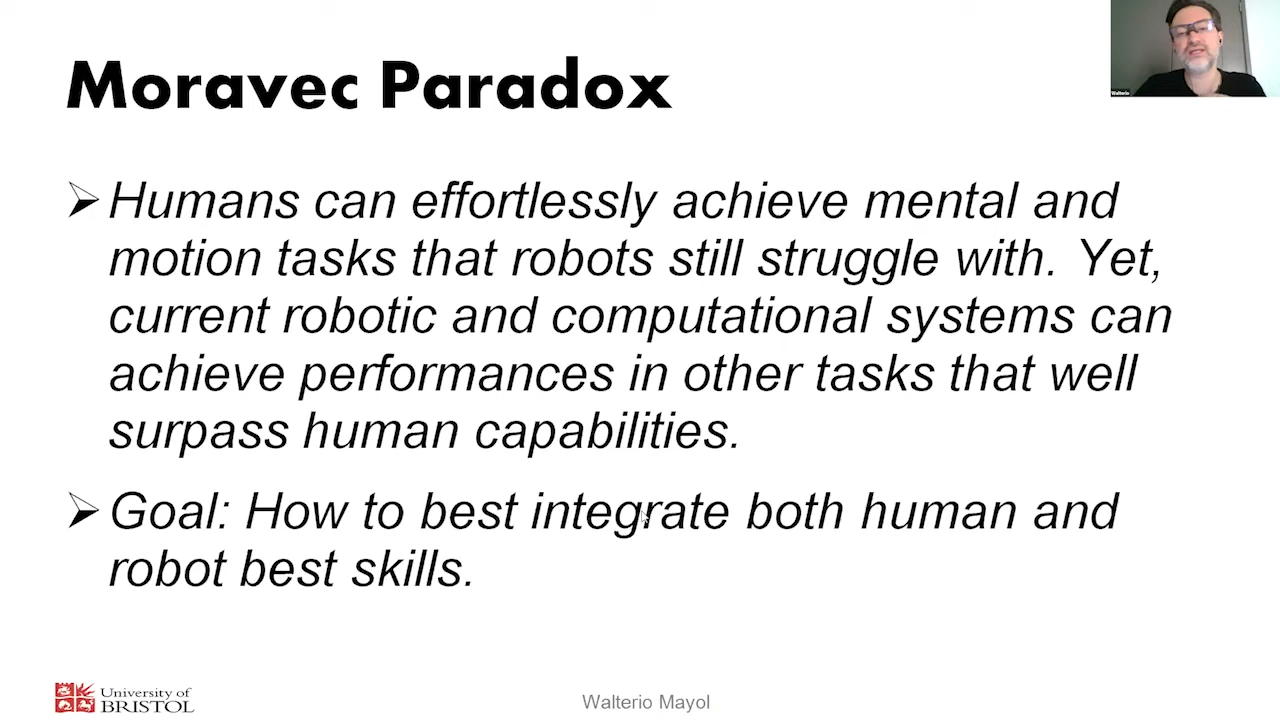 Moravec Paradox
Walterio
Humans can effortlessly achieve mental and
motion tasks that robots still struggle with. Yet,
current robotic and computational systems can
achieve performances in other tasks that well
surpass human capabilities.
Goal: How to best integrate both human and
robot best skills.
University of
BRISTOL
Walterio Mayol